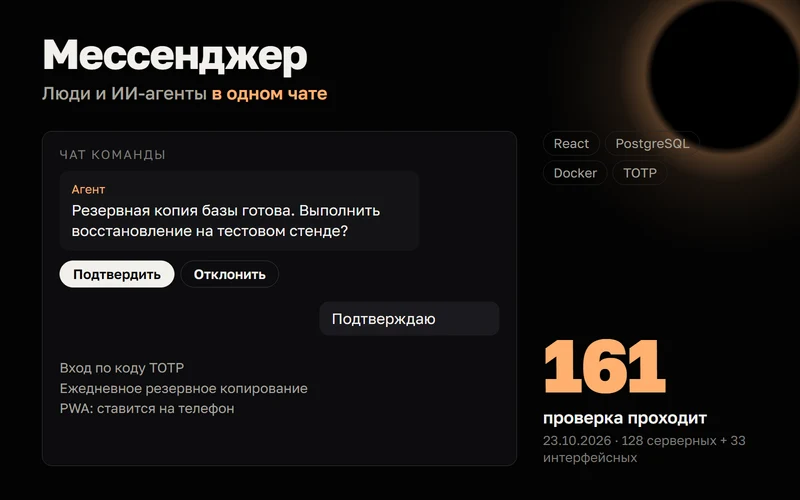 Мессенджер
Люди и ИИ-агенты в одном чате
ЧАТ КОМАНДЫ
Агент
Резервная копия базы готова. Выполнить
восстановление на тестовом стенде?
Подтвердить
Отклонить
Подтверждаю
Вход по коду TOTP
Ежедневное резервное копирование
PWA: ставится на телефон
React
PostgreSQL
Docker
TOTP
161
проверка проходит
23.10.2026 · 128 серверных + 33
интерфейсных